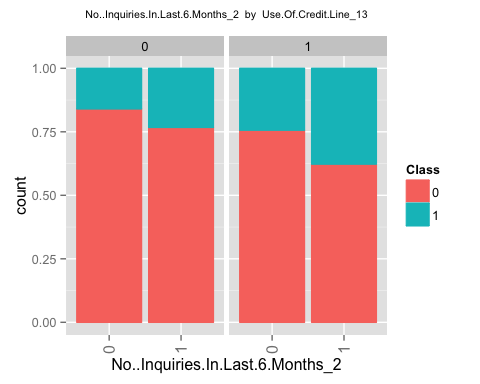 No..Inquiries.In.Last.6.Months_2 by Use.Of.Credit.Line_13
0 1
1.00
0.75
0.50
0.25
0.00
count
0 1 0 1
No..Inquiries.In.Last.6.Months_2
Class
0
1